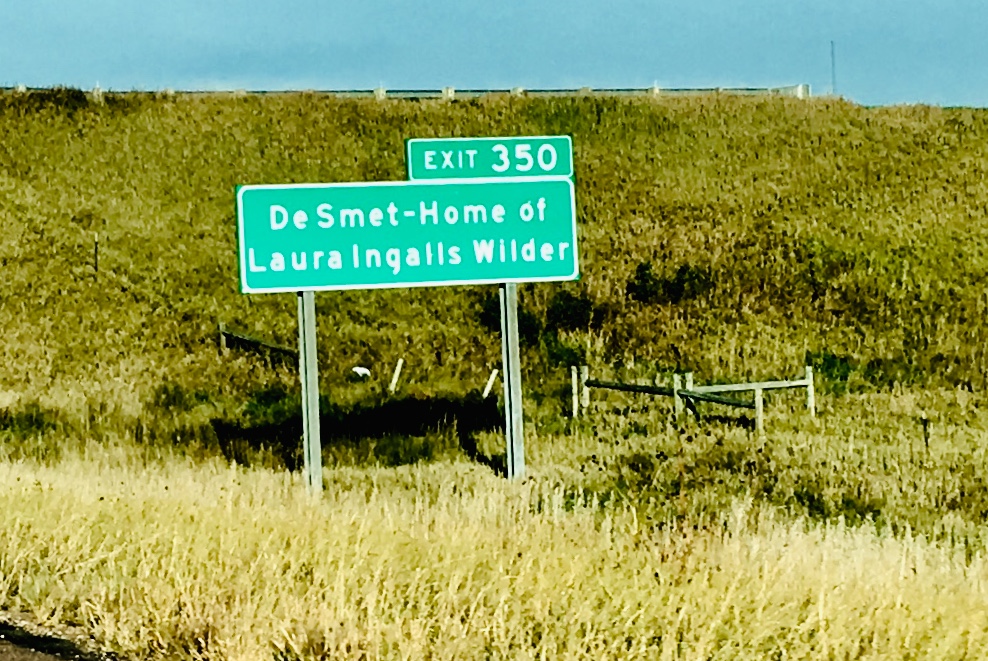 EXIT 350
De Smet-Home of
Laura Ingalls Wilder